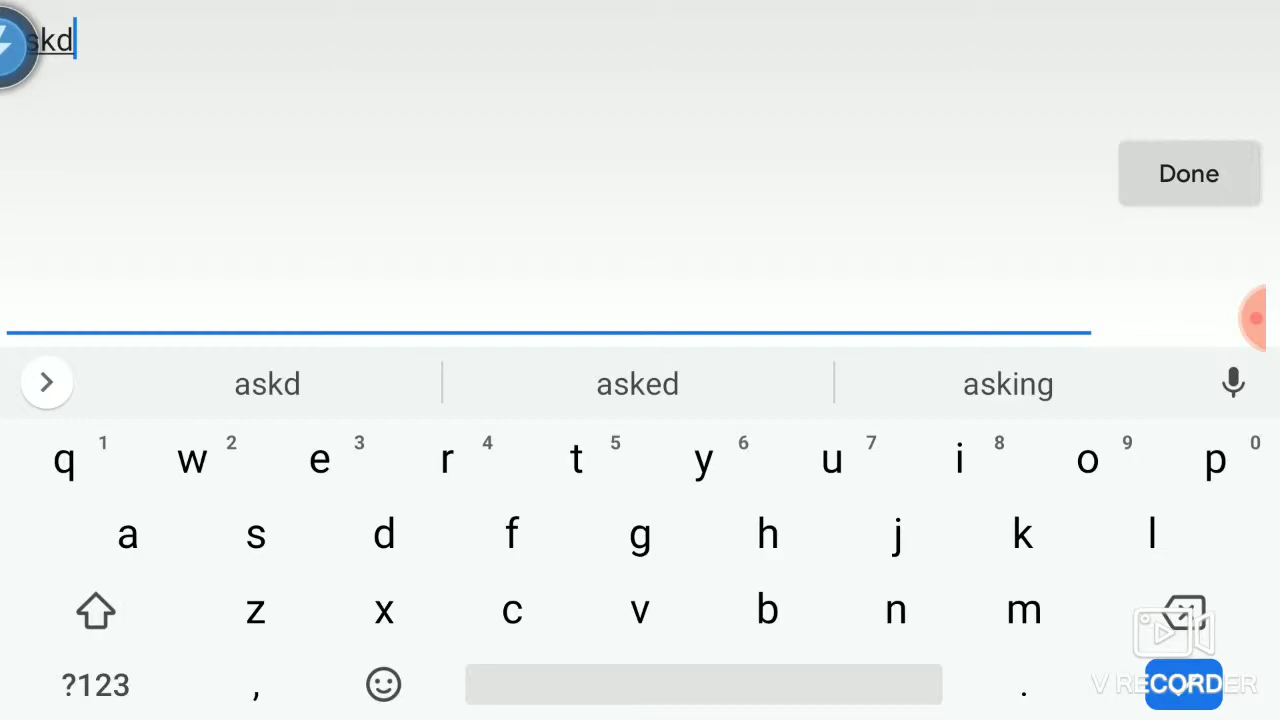 skd
Done
askd asked asking
q 1 w 2 e 3 r 4 t 5 y 6 u 7 i 8 o 9 p 0
a s d f g h j k l
z x c v b n m
?123 , .
V RECORDER